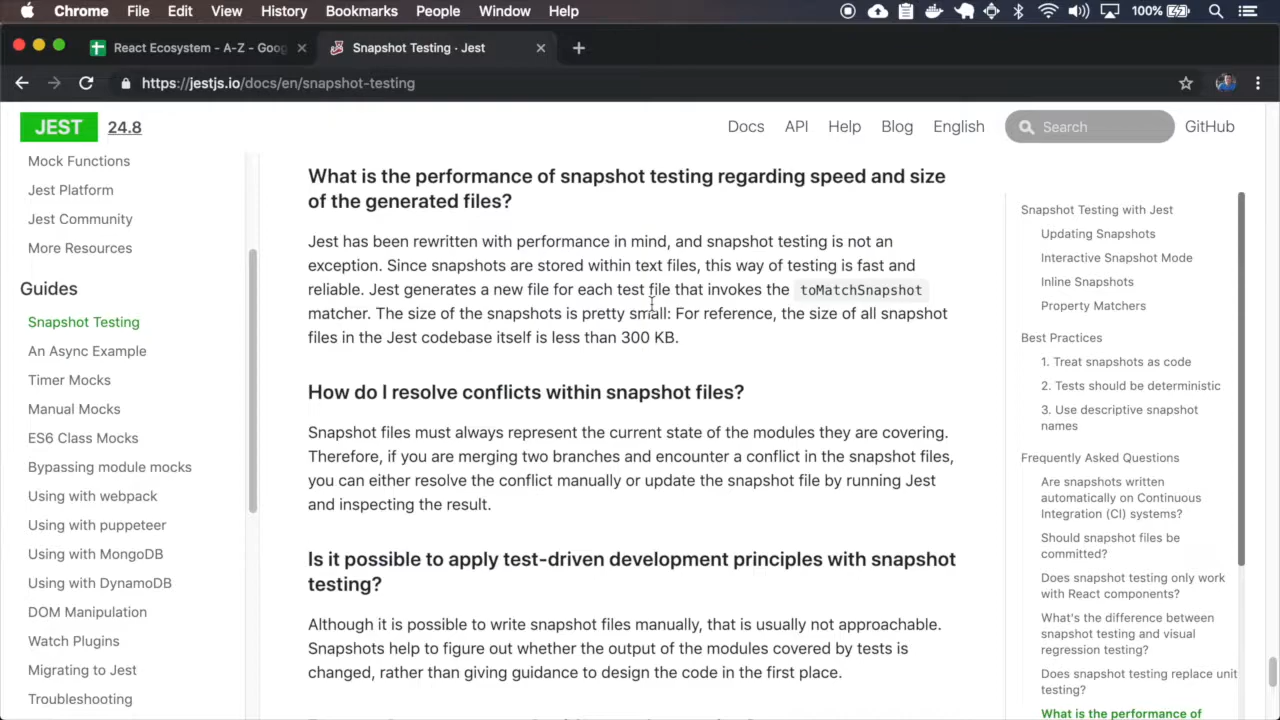 Chrome File Edit View History Bookmarks People Window Help 100%
React Ecosystem - A-Z - Goog
Snapshot Testing · Jest
https://jestjs.io/docs/en/snapshot-testing
JEST 24.8
Docs API Help Blog English Search GitHub
Mock Functions
Jest Platform
Jest Community
More Resources
Guides
Snapshot Testing
An Async Example
Timer Mocks
Manual Mocks
ES6 Class Mocks
Bypassing module mocks
Using with webpack
Using with puppeteer
Using with MongoDB
Using with DynamoDB
DOM Manipulation
Watch Plugins
Migrating to Jest
Troubleshooting
What is the performance of snapshot testing regarding speed and size
of the generated files?
Jest has been rewritten with performance in mind, and snapshot testing is not an
exception. Since snapshots are stored within text files, this way of testing is fast and
reliable. Jest generates a new file for each test file that invokes the toMatchSnapshot
matcher. The size of the snapshots is pretty small: For reference, the size of all snapshot
files in the Jest codebase itself is less than 300 KB.
How do I resolve conflicts within snapshot files?
Snapshot files must always represent the current state of the modules they are covering.
Therefore, if you are merging two branches and encounter a conflict in the snapshot files,
you can either resolve the conflict manually or update the snapshot file by running Jest
and inspecting the result.
Is it possible to apply test-driven development principles with snapshot
testing?
Although it is possible to write snapshot files manually, that is usually not approachable.
Snapshots help to figure out whether the output of the modules covered by tests is
changed, rather than giving guidance to design the code in the first place.
Snapshot Testing with Jest
Updating Snapshots
Interactive Snapshot Mode
Inline Snapshots
Property Matchers
Best Practices
1. Treat snapshots as code
2. Tests should be deterministic
3. Use descriptive snapshot
names
Frequently Asked Questions
Are snapshots written
automatically on Continuous
Integration (CI) systems?
Should snapshot files be
committed?
Does snapshot testing only work
with React components?
What's the difference between
snapshot testing and visual
regression testing?
Does snapshot testing replace unit
testing?
What is the performance of